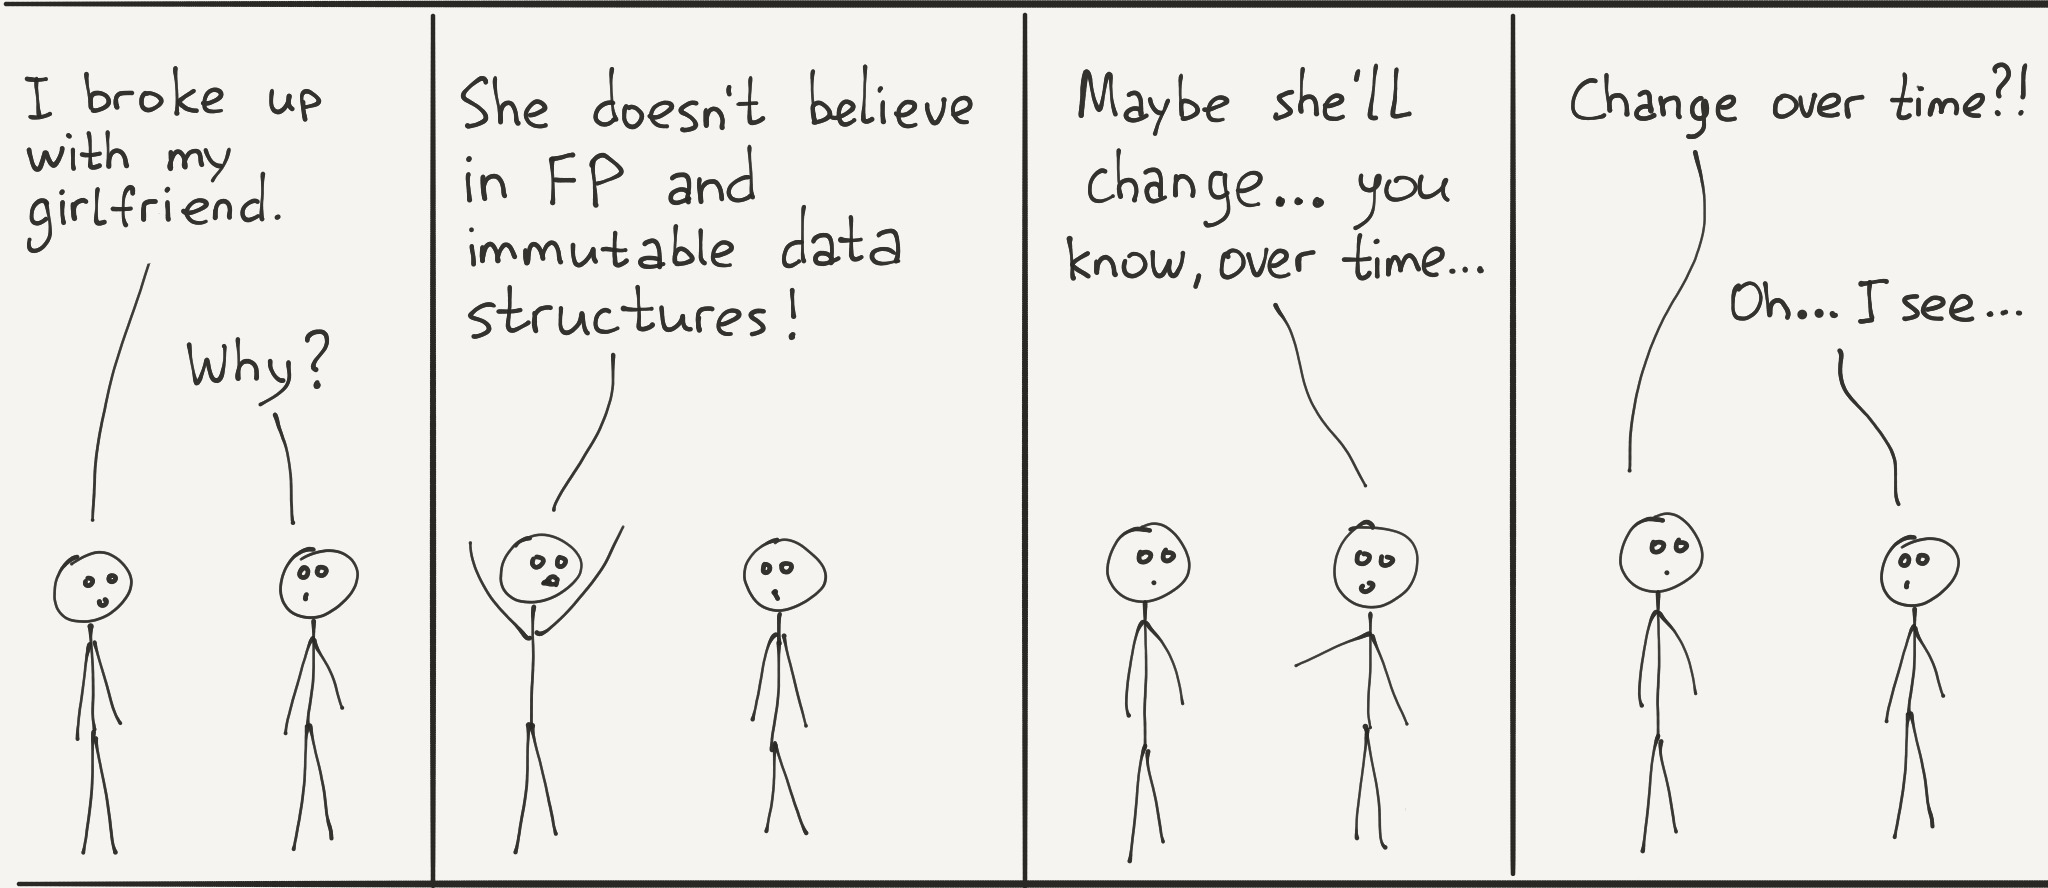 I broke up
with my
girlfriend.
Why?
She doesn't believe
in FP and
immutable data
structures!
Maybe she'll
change... you
know, over time...
Change over time?!
Oh... I see...